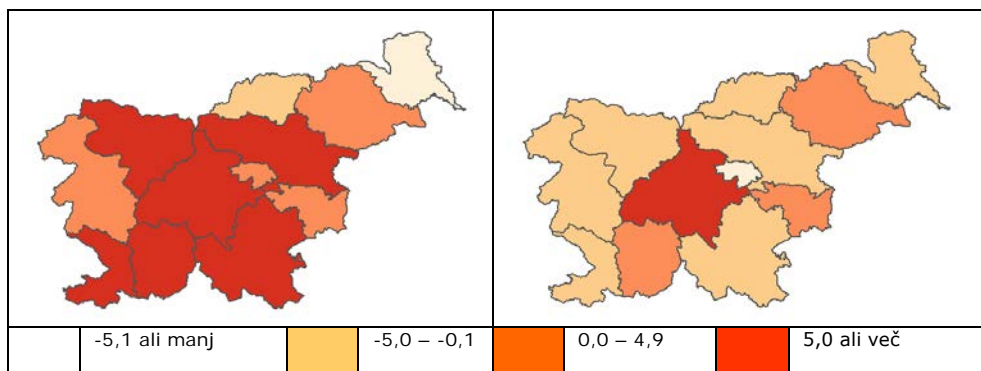 -5,1 ali manj -5,0 – -0,1 0,0 – 4,9 5,0 ali več